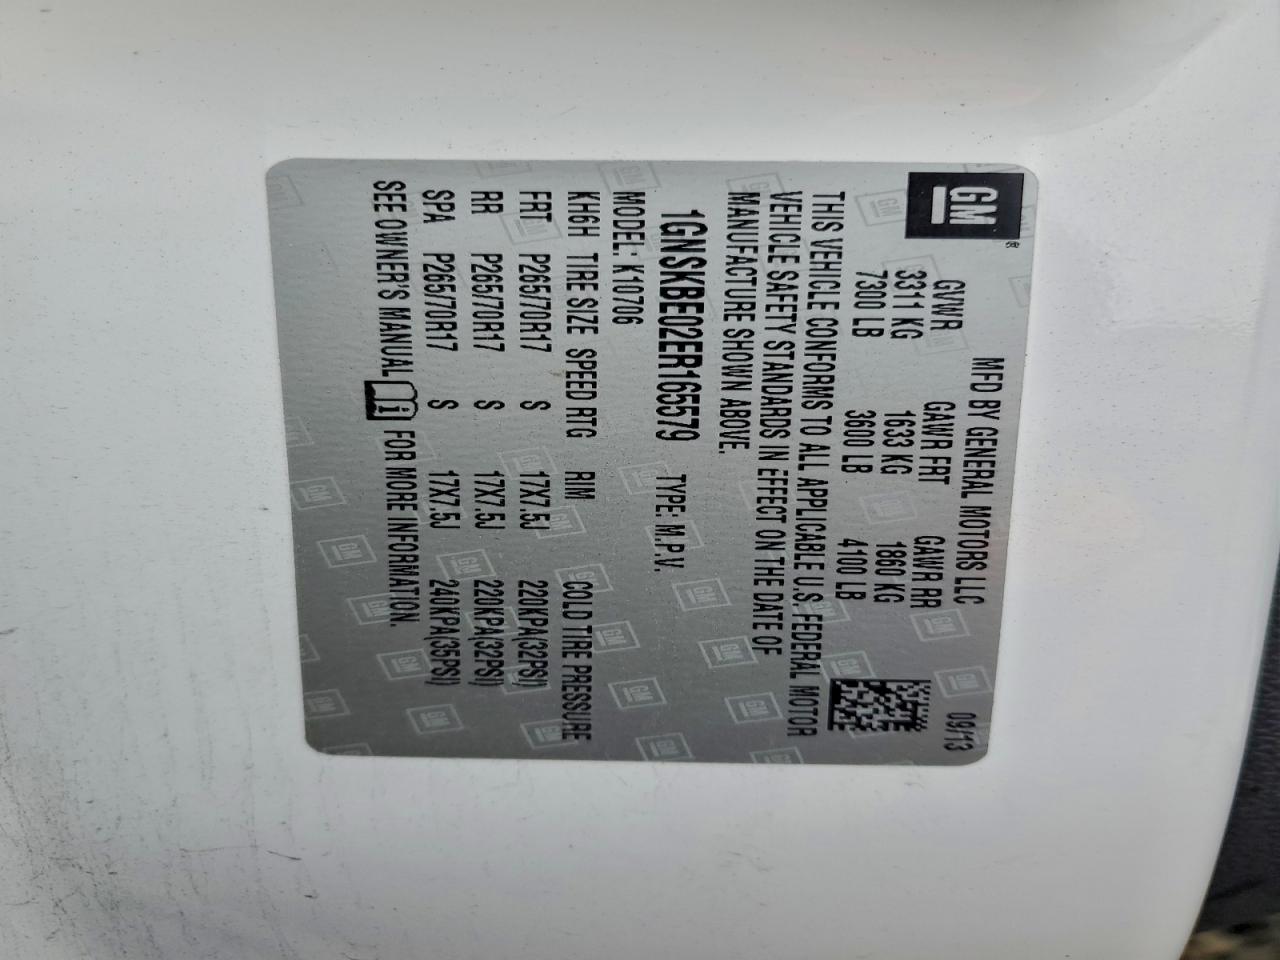 GM
MFD BY GENERAL MOTORS LLC 09/13
GVWR GAWR FRT GAWR RR
3311 KG 1633 KG 1860 KG
7300 LB 3600 LB 4100 LB
THIS VEHICLE CONFORMS TO ALL APPLICABLE U.S. FEDERAL MOTOR
VEHICLE SAFETY STANDARDS IN EFFECT ON THE DATE OF
MANUFACTURE SHOWN ABOVE.
1GNSKBE02ER165579 TYPE: M.P.V.
MODEL: K10706
KH6H TIRE SIZE SPEED RTG RIM COLD TIRE PRESSURE
FRT P265/70R17 S 17X7.5J 220KPA(32PSI)
RR P265/70R17 S 17X7.5J 220KPA(32PSI)
SPA P265/70R17 S 17X7.5J 240KPA(35PSI)
SEE OWNER'S MANUAL FOR MORE INFORMATION.